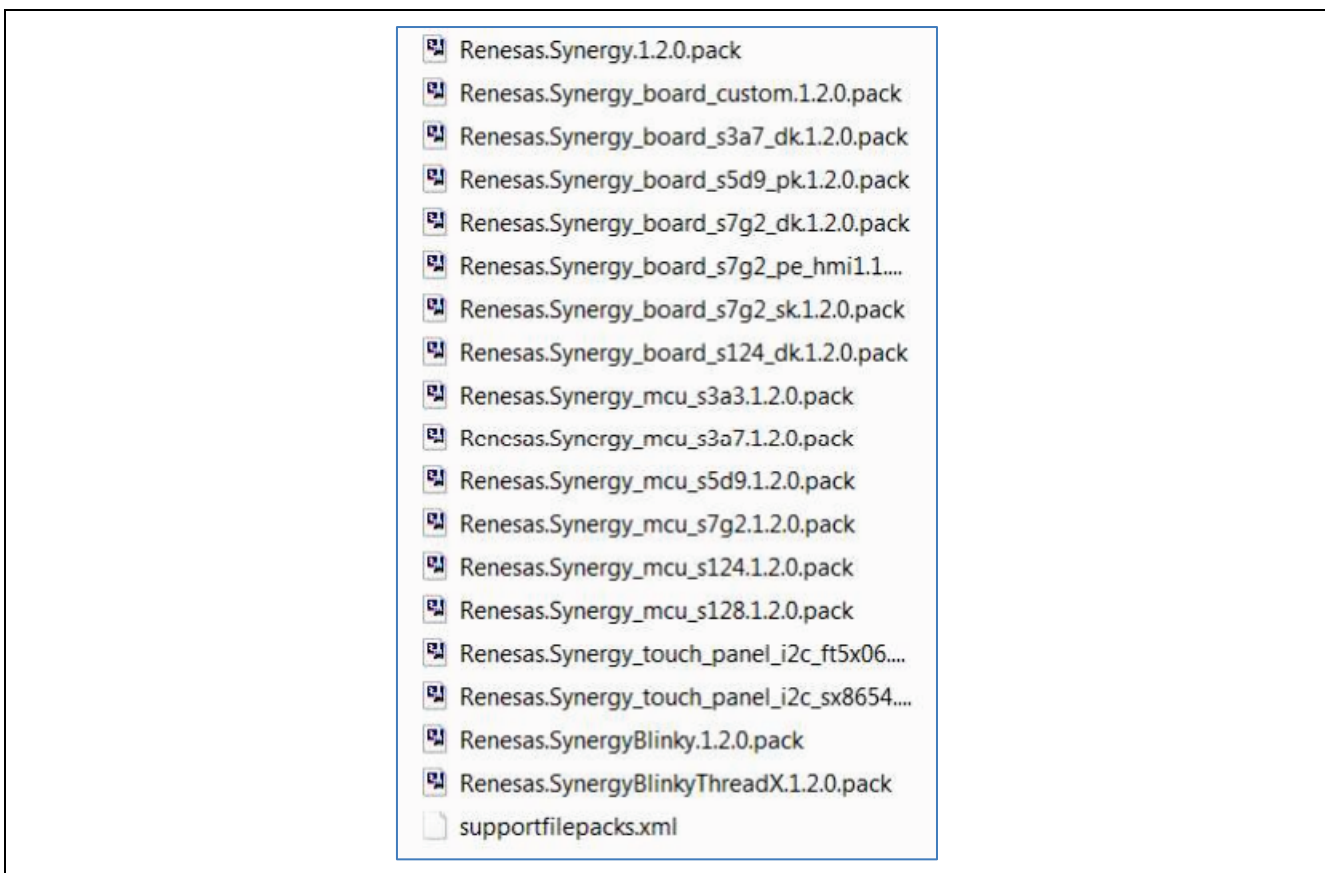 Renesas.Synergy.1.2.0.pack
Renesas.Synergy_board_custom.1.2.0.pack
Renesas.Synergy_board_s3a7_dk.1.2.0.pack
Renesas.Synergy_board_s5d9_pk.1.2.0.pack
Renesas.Synergy_board_s7g2_dk.1.2.0.pack
Renesas.Synergy_board_s7g2_pe_hmi1.1....
Renesas.Synergy_board_s7g2_sk.1.2.0.pack
Renesas.Synergy_board_s124_dk.1.2.0.pack
Renesas.Synergy_mcu_s3a3.1.2.0.pack
Renesas.Synergy_mcu_s3a7.1.2.0.pack
Renesas.Synergy_mcu_s5d9.1.2.0.pack
Renesas.Synergy_mcu_s7g2.1.2.0.pack
Renesas.Synergy_mcu_s124.1.2.0.pack
Renesas.Synergy_mcu_s128.1.2.0.pack
Renesas.Synergy_touch_panel_i2c_ft5x06....
Renesas.Synergy_touch_panel_i2c_sx8654....
Renesas.SynergyBlinky.1.2.0.pack
Renesas.SynergyBlinkyThreadX.1.2.0.pack
supportfilepacks.xml